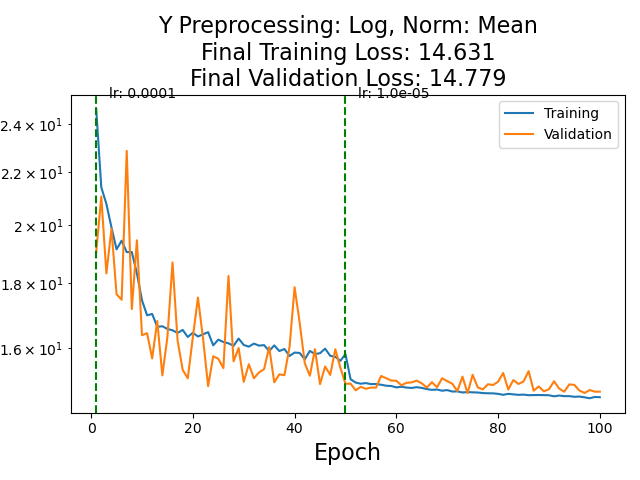 Y Preprocessing: Log, Norm: Mean
Final Training Loss: 14.631
Final Validation Loss: 14.779
lr: 0.0001
lr: 1.0e-05
Training
Validation
2.4 × 10¹
2.2 × 10¹
2 × 10¹
1.8 × 10¹
1.6 × 10¹
0 20 40 60 80 100
Epoch